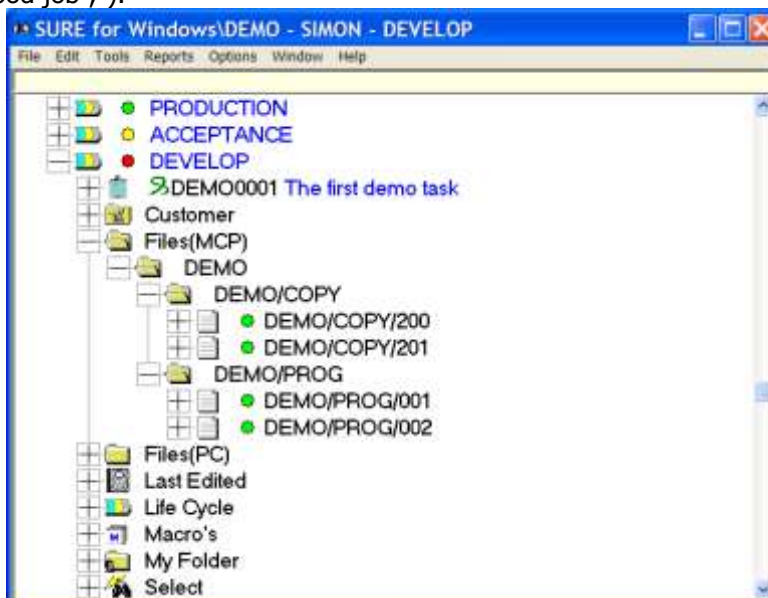 SURE for Windows\DEMO - SIMON - DEVELOP
File Edit Tools Reports Options Window Help
PRODUCTION
ACCEPTANCE
DEVELOP
DEMO0001 The first demo task
Customer
Files(MCP)
DEMO
DEMO/COPY
DEMO/COPY/200
DEMO/COPY/201
DEMO/PROG
DEMO/PROG/001
DEMO/PROG/002
Files(PC)
Last Edited
Life Cycle
Macro's
My Folder
Select